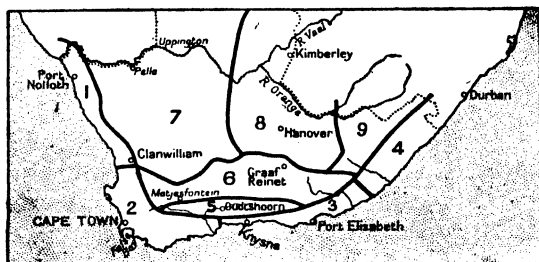 Uppington
R. Vaal
Kimberley
Pella
Port
Nolloth
R. Orange
Durban
1
7
8
Hanover
9
4
Clanwilliam
Graaf
Reinet
6
Matjesfontein
5
Oudtshoorn
3
2
CAPE TOWN
Knysna
Port Elisabeth